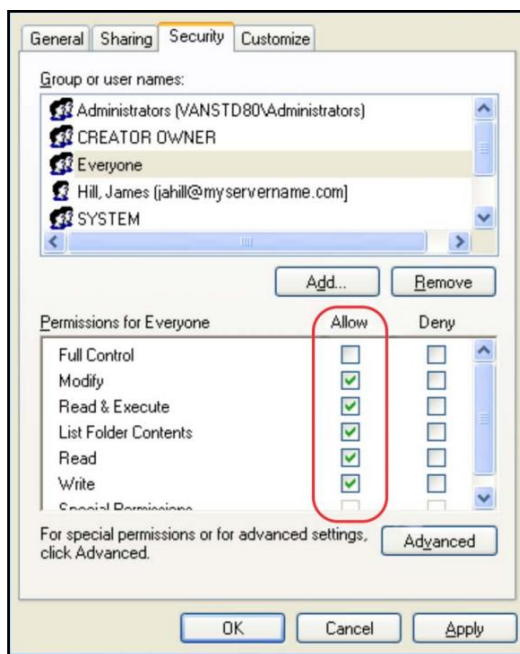 General Sharing Security Customize
Group or user names:
Administrators (VANSTD80\Administrators)
CREATOR OWNER
Everyone
Hill, James (jahill@myservername.com]
SYSTEM
Add... Remove
Permissions for Everyone Allow Deny
Full Control
Modify
Read & Execute
List Folder Contents
Read
Write
Special Permissions
For special permissions or for advanced settings,
click Advanced.
Advanced
OK Cancel Apply